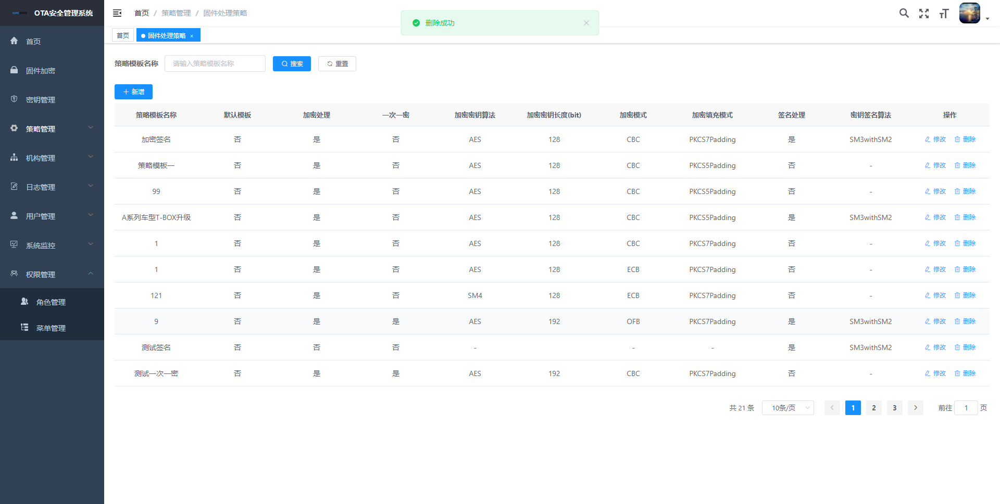 OTA安全管理系统
首页
固件加密
密钥管理
策略管理
机构管理
日志管理
用户管理
系统监控
权限管理
角色管理
菜单管理
首页 / 策略管理 / 固件处理策略
删除成功
首页 固件处理策略 ×
策略模板名称 请输入策略模板名称 搜索 重置
新增
策略模板名称 默认模板 加密处理 一次一密 加密密钥算法 加密密钥长度(bit) 加密模式 加密填充模式 签名处理 密钥签名算法 操作
加密签名 否 是 否 AES 128 CBC PKCS7Padding 是 SM3withSM2 修改 删除
策略模板一 否 是 否 AES 128 CBC PKCS5Padding 否 - 修改 删除
99 否 是 否 AES 128 CBC PKCS5Padding 否 - 修改 删除
A系列车型T-BOX升级 否 是 否 AES 128 CBC PKCS5Padding 是 SM3withSM2 修改 删除
1 否 是 否 AES 128 CBC PKCS7Padding 否 - 修改 删除
1 否 是 否 AES 128 ECB PKCS7Padding 否 - 修改 删除
121 否 是 否 SM4 128 ECB PKCS7Padding 否 - 修改 删除
9 否 是 是 AES 192 OFB PKCS7Padding 是 SM3withSM2 修改 删除
测试签名 否 否 否 - - - 是 SM3withSM2 修改 删除
测试一次一密 否 是 是 AES 192 CBC PKCS7Padding 否 - 修改 删除
共 21 条 10条/页 1 2 3 前往 1 页